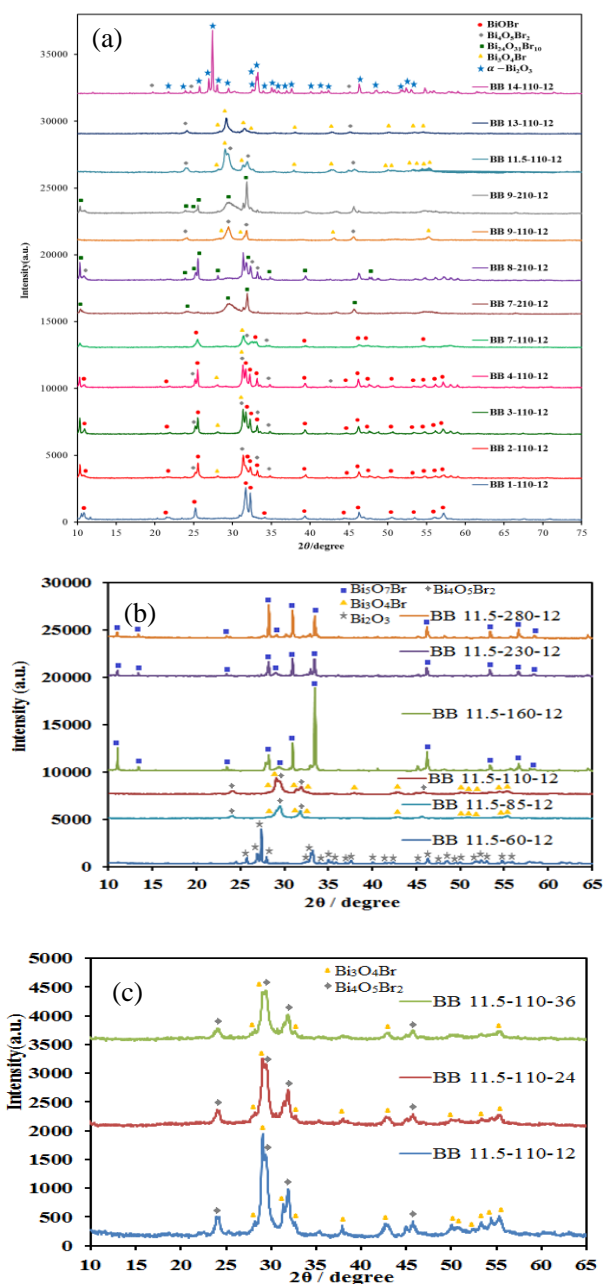 (a)
BiOBr
Bi4O5Br2
Bi24O31Br10
Bi3O4Br
α−Bi2O3
35000
30000
25000
20000
15000
10000
5000
0
Intensity(a.u.)
BB 14-110-12
BB 13-110-12
BB 11.5-110-12
BB 9-210-12
BB 9-110-12
BB 8-210-12
BB 7-210-12
BB 7-110-12
BB 4-110-12
BB 3-110-12
BB 2-110-12
BB 1-110-12
10 15 20 25 30 35 40 45 50 55 60 65 70 75
2θ/degree
(b)
Bi5O7Br Bi4O5Br2
Bi3O4Br
Bi2O3
30000
25000
20000
15000
10000
5000
0
intensity (a.u.)
BB 11.5-280-12
BB 11.5-230-12
BB 11.5-160-12
BB 11.5-110-12
BB 11.5-85-12
BB 11.5-60-12
10 15 20 25 30 35 40 45 50 55 60 65
2θ / degree
(c)
Bi3O4Br
Bi4O5Br2
5000
4500
4000
3500
3000
2500
2000
1500
1000
500
0
Intensity(a.u.)
BB 11.5-110-36
BB 11.5-110-24
BB 11.5-110-12
10 15 20 25 30 35 40 45 50 55 60 65
2θ / degree